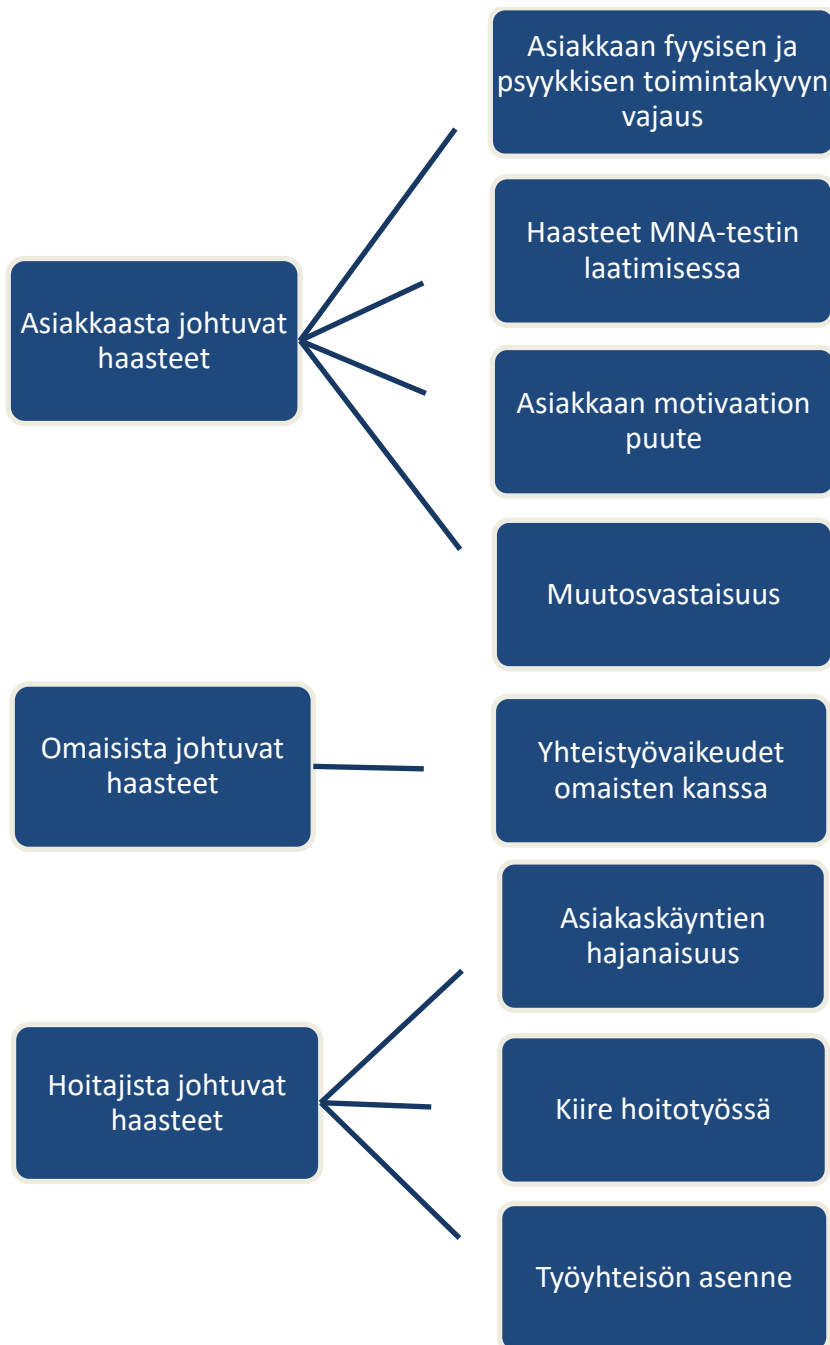 Asiakkaasta johtuvat
haasteet
Asiakkaan fyysisen ja
psyykkisen toimintakyvyn
vajaus
Haasteet MNA-testin
laatimisessa
Asiakkaan motivaation
puute
Muutosvastaisuus
Omaisista johtuvat
haasteet
Yhteistyövaikeudet
omaisten kanssa
Hoitajista johtuvat
haasteet
Asiakaskäyntien
hajanaisuus
Kiire hoitotyössä
Työyhteisön asenne